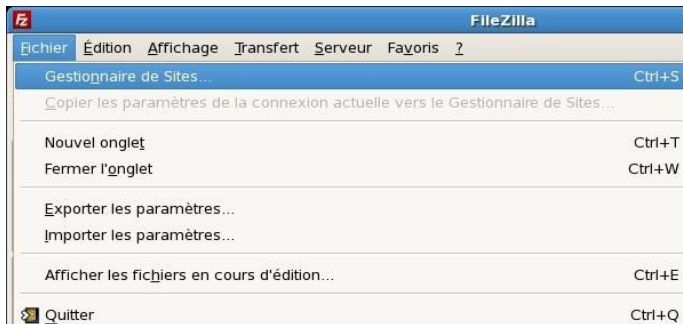 Fz FileZilla
Fichier Édition Affichage Transfert Serveur Favoris ?
Gestionnaire de Sites... Ctrl+S
Copier les paramètres de la connexion actuelle vers le Gestionnaire de Sites...
Nouvel onglet Ctrl+T
Fermer l'onglet Ctrl+W
Exporter les paramètres...
Importer les paramètres...
Afficher les fichiers en cours d'édition... Ctrl+E
Quitter Ctrl+Q